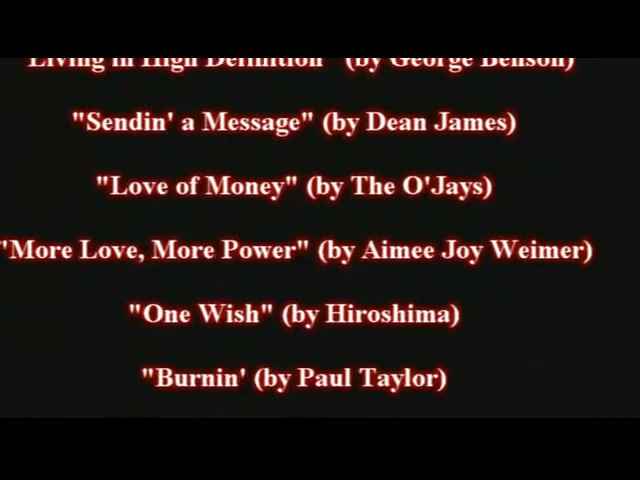 Living in High Definition" (by George Benson)
"Sendin' a Message" (by Dean James)
"Love of Money" (by The O'Jays)
"More Love, More Power" (by Aimee Joy Weimer)
"One Wish" (by Hiroshima)
"Burnin' (by Paul Taylor)